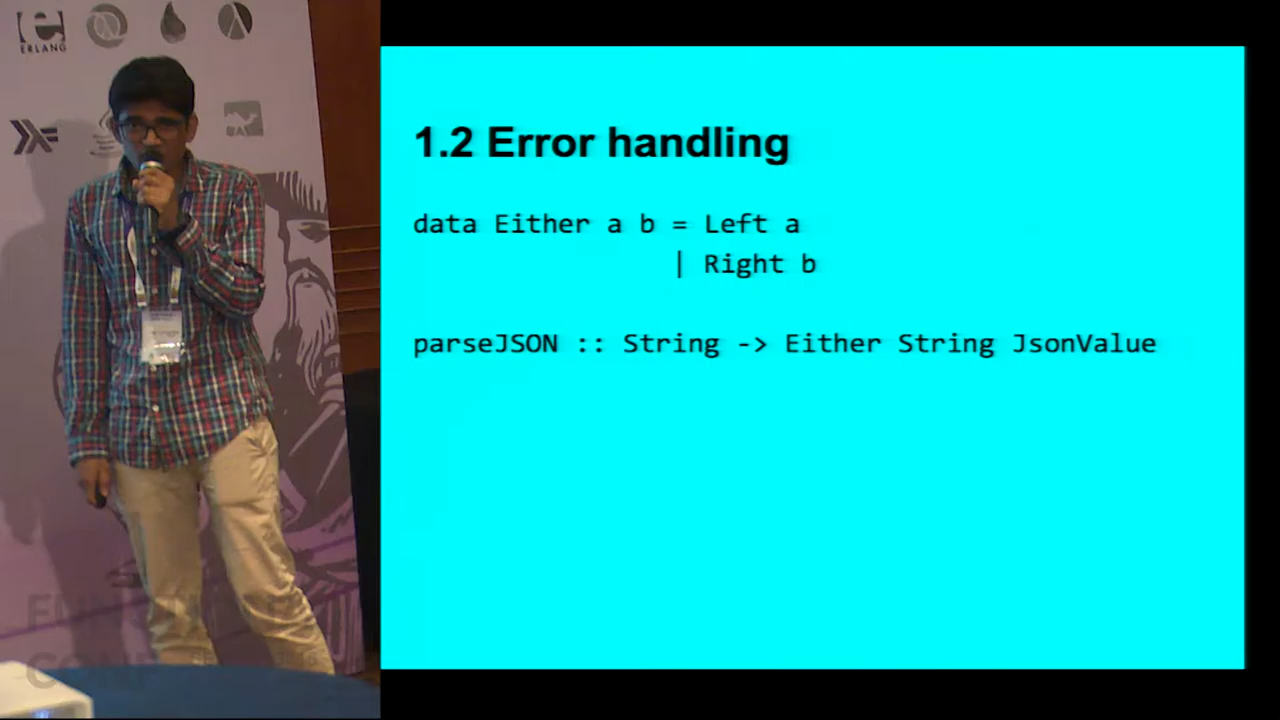 ERLANG
1.2 Error handling
data Either a b = Left a
| Right b
parseJSON :: String -> Either String JsonValue